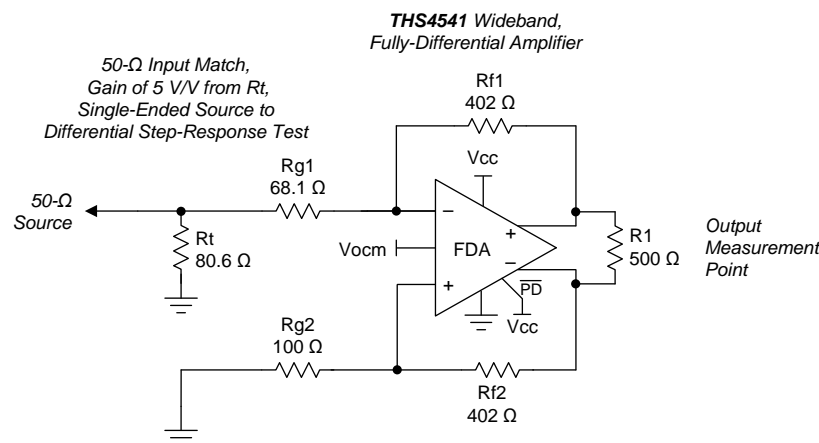 THS4541 Wideband,
Fully-Differential Amplifier
50-Ω Input Match,
Gain of 5 V/V from Rt,
Single-Ended Source to
Differential Step-Response Test
Rf1
402 Ω
Vcc
Rg1
68.1 Ω
50-Ω
Source
Rt
80.6 Ω
Vocm
−
+
FDA
+
−
PD
Vcc
R1
500 Ω
Output
Measurement
Point
Rg2
100 Ω
Rf2
402 Ω